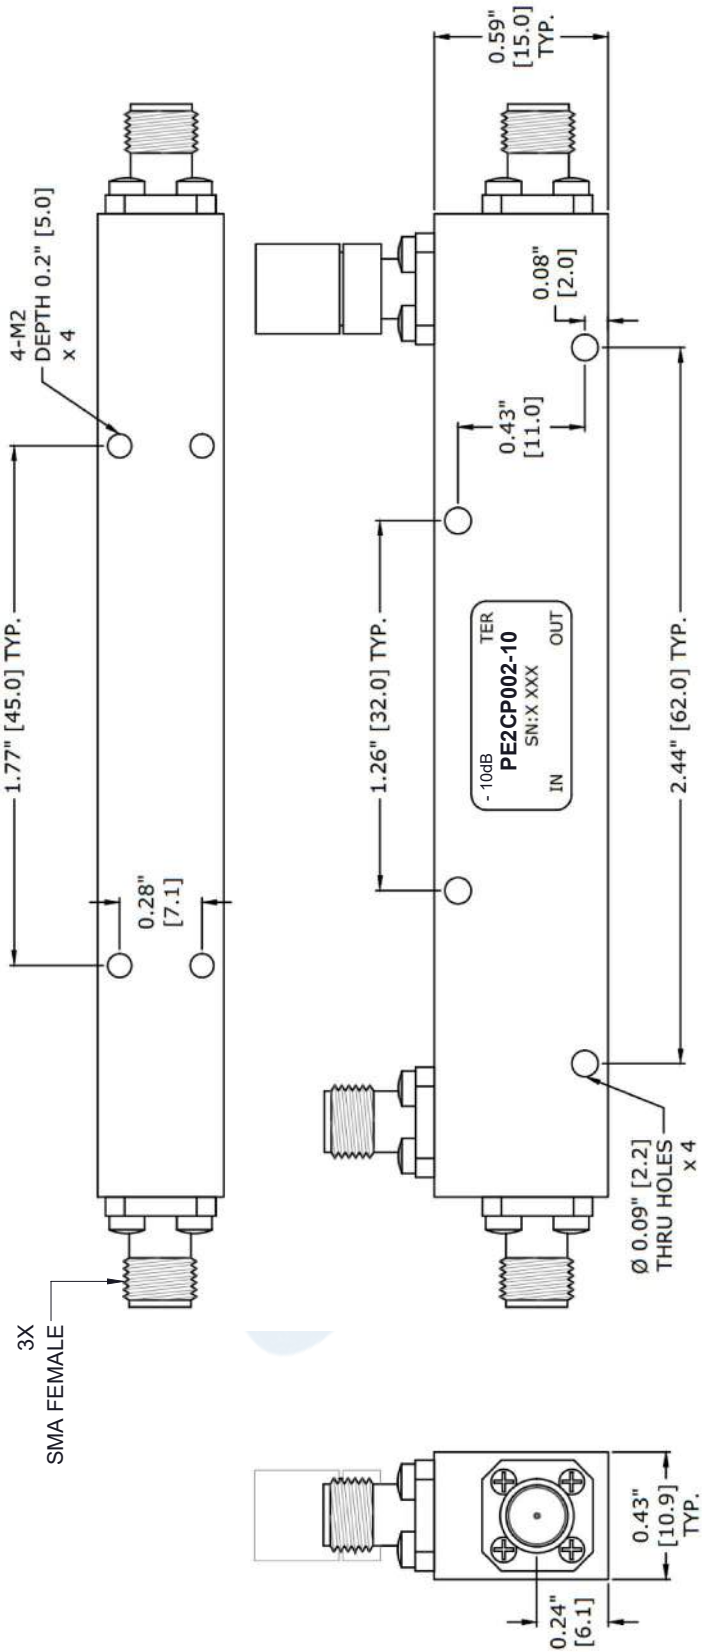 3X
SMA FEMALE
1.77" [45.0] TYP.
4-M2
DEPTH 0.2" [5.0]
x 4
0.28"
[7.1]
0.24"
[6.1]
0.43"
[10.9]
TYP.
1.26" [32.0] TYP.
0.43"
[11.0]
0.08"
[2.0]
0.59"
[15.0]
TYP.
- 10dB TER
PE2CP002-10
SN:X XXX
IN OUT
Ø 0.09" [2.2]
THRU HOLES
x 4
2.44" [62.0] TYP.